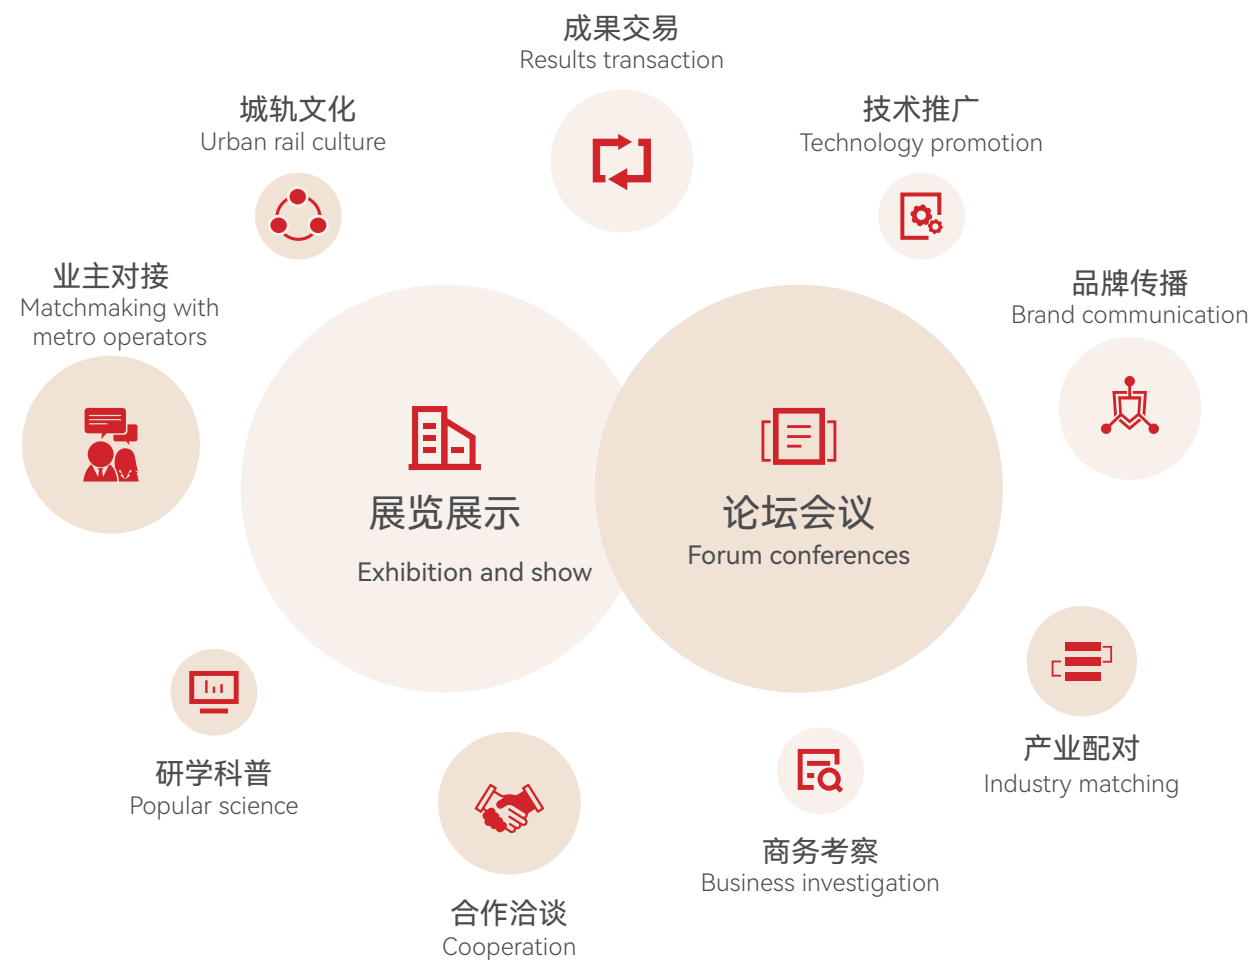 成果交易
Results transaction
城轨文化
Urban rail culture
技术推广
Technology promotion
业主对接
Matchmaking with
metro operators
品牌传播
Brand communication
展览展示
Exhibition and show
论坛会议
Forum conferences
研学科普
Popular science
产业配对
Industry matching
商务考察
Business investigation
合作洽谈
Cooperation